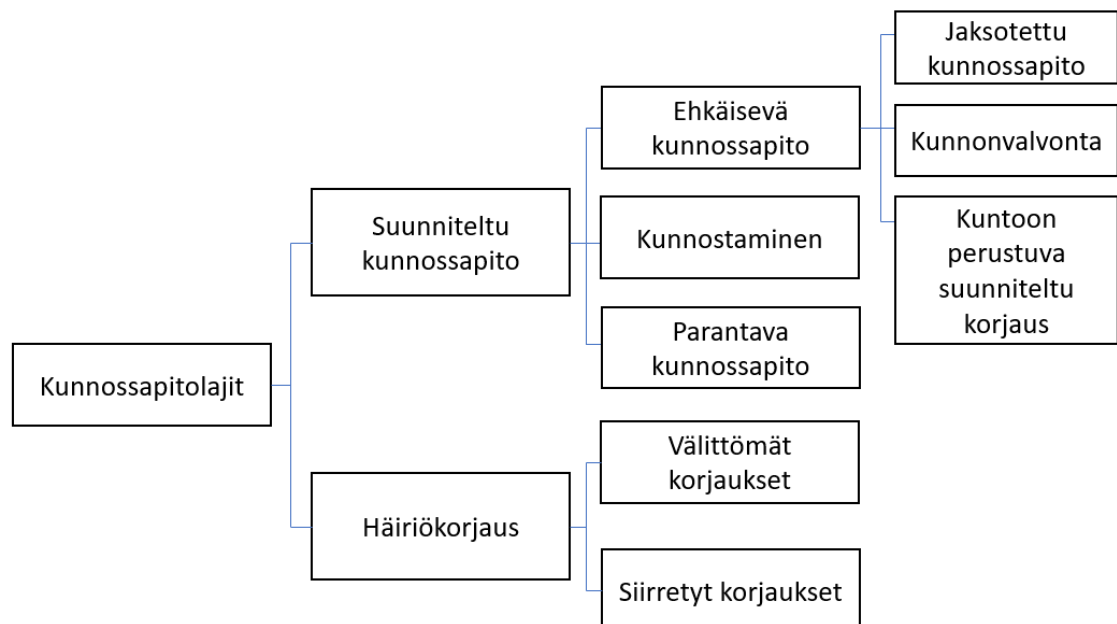 Kunnossapitolajit
Suunniteltu
kunnossapito
Ehkäisevä
kunnossapito
Jaksotettu
kunnossapito
Kunnonvalvonta
Kuntoon
perustuva
suunniteltu
korjaus
Kunnostaminen
Parantava
kunnossapito
Häiriökorjaus
Välittömät
korjaukset
Siirretyt korjaukset